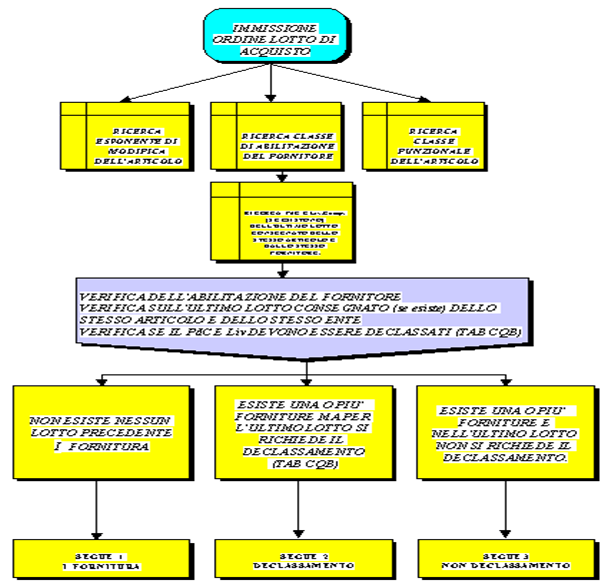 IMMISSIONE
ORDINE LOTTO DI
ACQUISTO
RICERCA
ESPONENTE DI
MODIFICA
DELL'ARTICOLO
RICERCA CLASSE
DI ABILITAZIONE
DEL FORNITORE
RICERCA
CLASSE
FUNZIONALE
DELL'ARTICOLO
(SE ESISTONO)
DELL'ULTIMO LOTTO
CONSEGNATO DELLO
STESSO ARTICOLO E
DALLO STESSO
FORNITORE.
VERIFICA DELL'ABILITAZIONE DEL FORNITORE
VERIFICA SULL'ULTIMO LOTTO CONSEGNATO (se esiste) DELLO
STESSO ARTICOLO E DELLO STESSO ENTE
VERIFICA SE IL PdC E Liv DEVONO ESSERE DECLASSATI (TAB CQB)
NON ESISTE NESSUN
LOTTO PRECEDENTE
I FORNITURA
ESISTE UNA O PIU'
FORNITURE MA PER
L'ULTIMO LOTTO SI
RICHIEDE IL
DECLASSAMENTO
(TAB CQB)
ESISTE UNA O PIU'
FORNITURE E
NELL'ULTIMO LOTTO
NON SI RICHIEDE IL
DECLASSAMENTO.
SEGUE 1
I FORNITURA
SEGUE 2
DECLASSAMENTO
SEGUE 3
NON DECLASSAMENTO